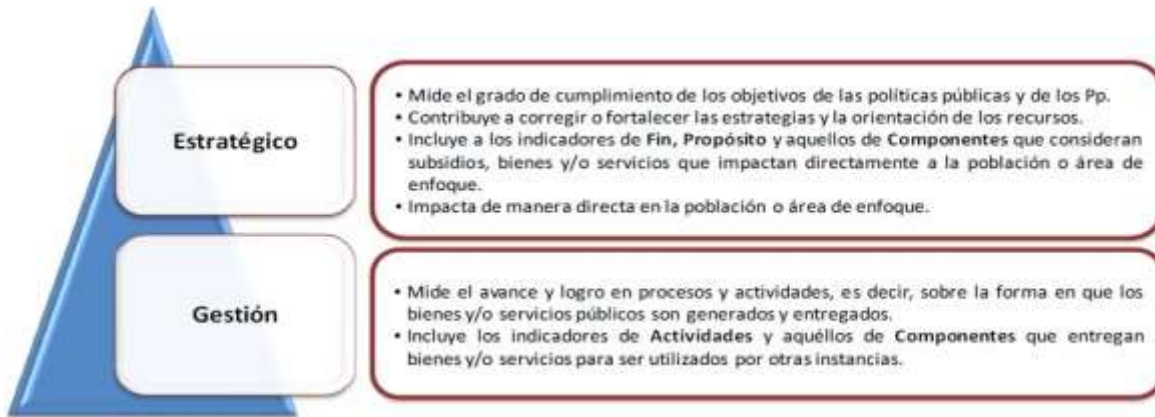 Estratégico
• Mide el grado de cumplimiento de los objetivos de las políticas públicas y de los Pp.
• Contribuye a corregir o fortalecer las estrategias y la orientación de los recursos.
• Incluye a los indicadores de Fin, Propósito y aquellos de Componentes que consideran
subsidios, bienes y/o servicios que impactan directamente a la población o área de
enfoque.
• Impacta de manera directa en la población o área de enfoque.
Gestión
• Mide el avance y logro en procesos y actividades, es decir, sobre la forma en que los
bienes y/o servicios públicos son generados y entregados.
• Incluye los indicadores de Actividades y aquéllos de Componentes que entregan
bienes y/o servicios para ser utilizados por otras instancias.